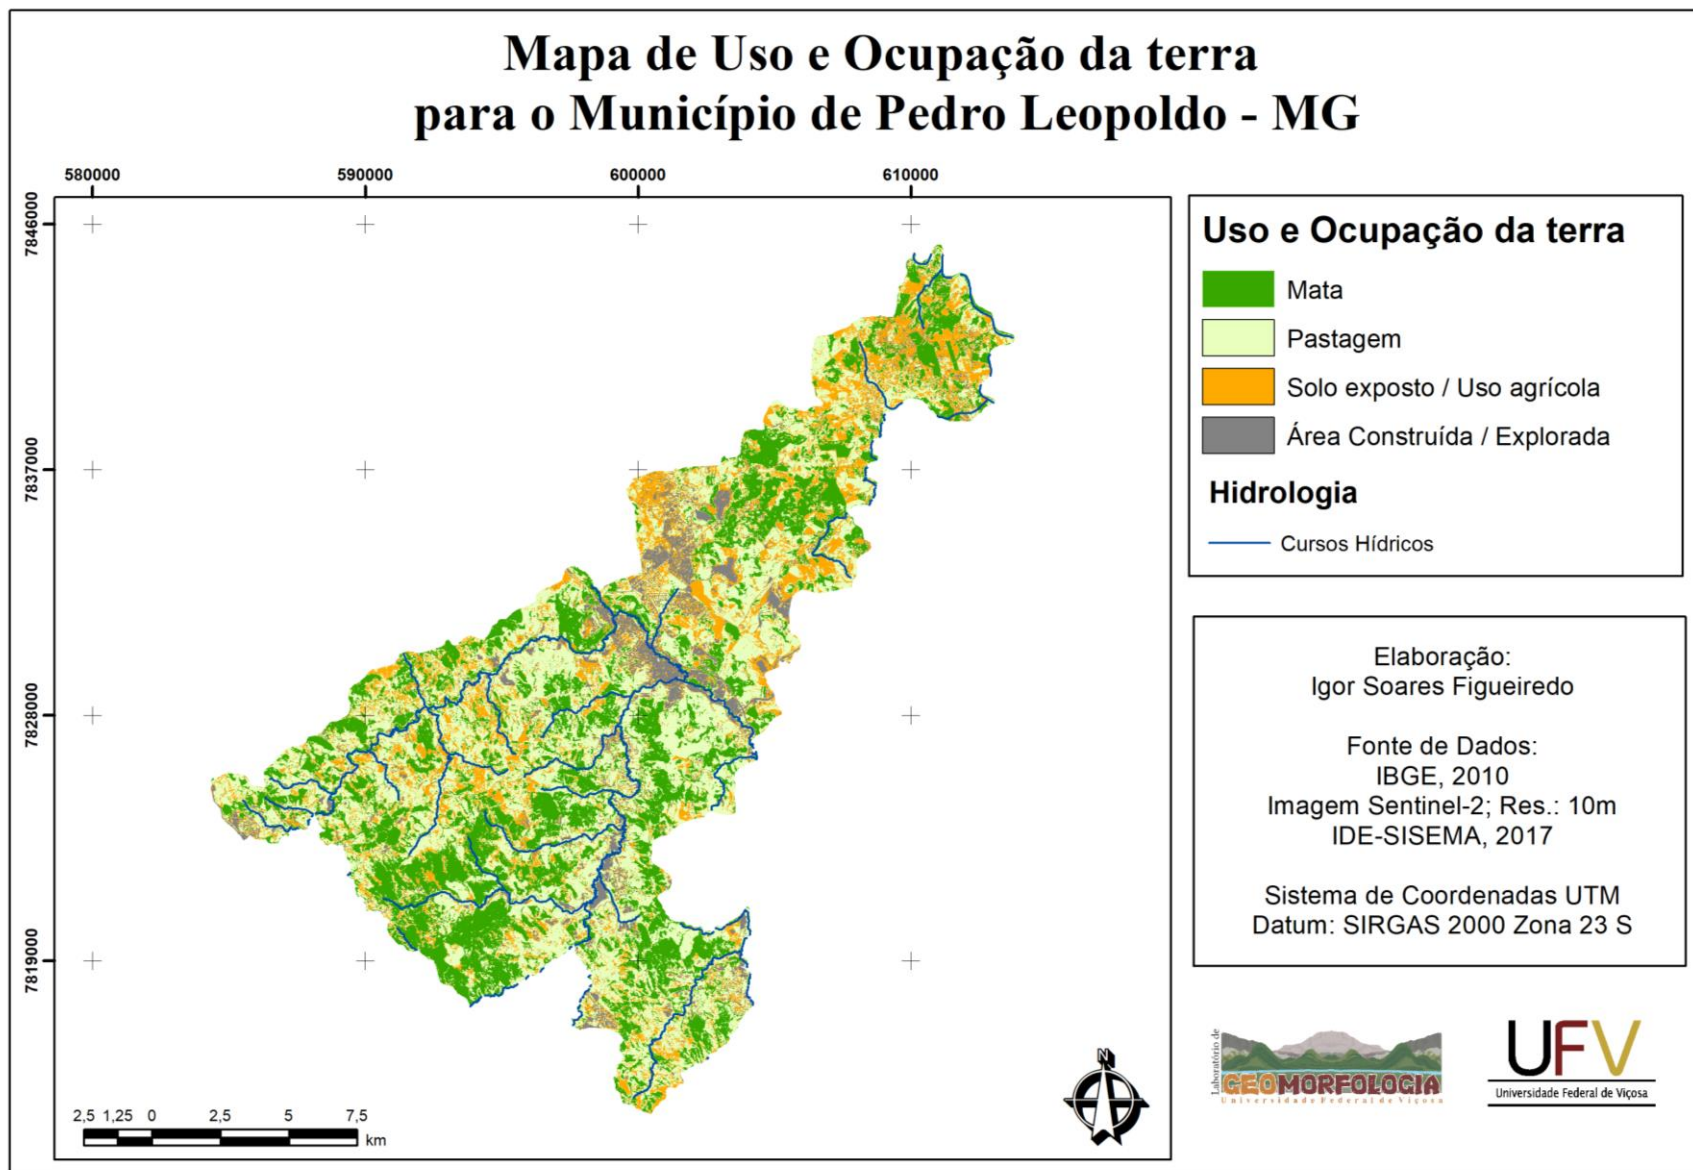 Mapa de Uso e Ocupação da terra
para o Município de Pedro Leopoldo - MG
580000 590000 600000 610000
7846000
7837000
7828000
7819000
Uso e Ocupação da terra
Mata
Pastagem
Solo exposto / Uso agrícola
Área Construída / Explorada
Hidrologia
Cursos Hídricos
Elaboração:
Igor Soares Figueiredo
Fonte de Dados:
IBGE, 2010
Imagem Sentinel-2; Res.: 10m
IDE-SISEMA, 2017
Sistema de Coordenadas UTM
Datum: SIRGAS 2000 Zona 23 S
N
2,5 1,25 0 2,5 5 7,5
km
Laboratório de
GEOMORFOLOGIA
Universidade Federal de Viçosa
UFV
Universidade Federal de Viçosa